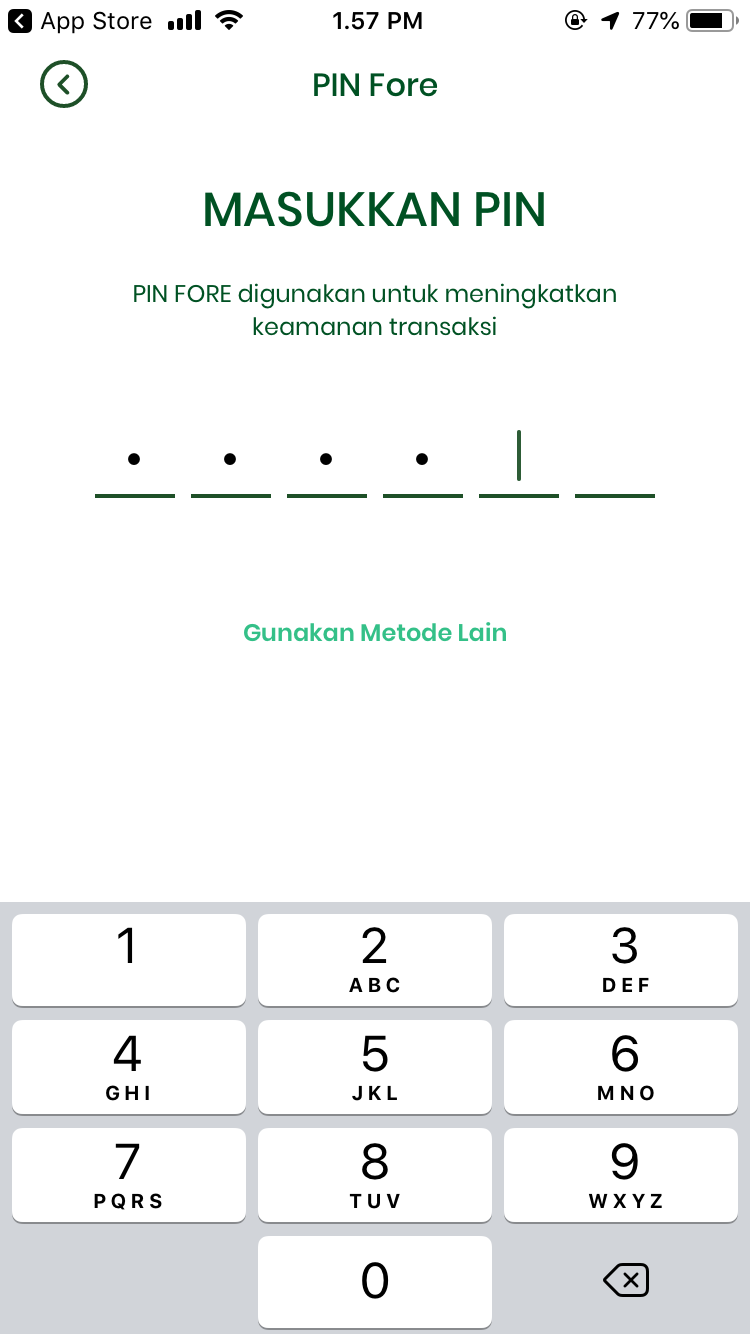 App Store 1.57 PM 77%
PIN Fore
MASUKKAN PIN
PIN FORE digunakan untuk meningkatkan
keamanan transaksi
Gunakan Metode Lain
1 2 3
ABC DEF
4 5 6
GHI JKL MNO
7 8 9
PQRS TUV WXYZ
0